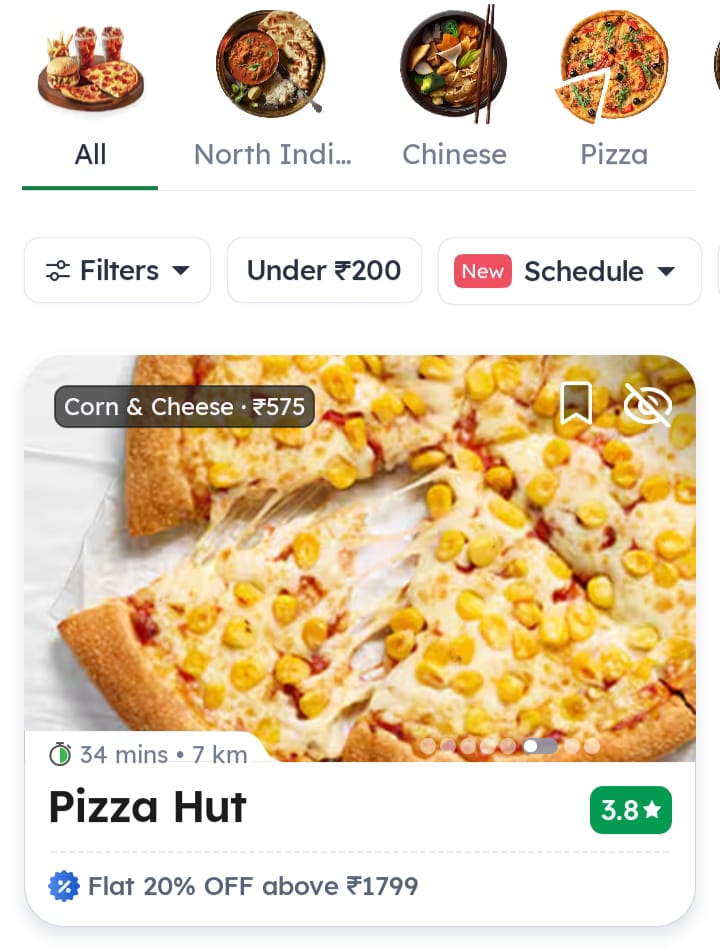 All
North Indi...
Chinese
Pizza
Filters
Under ₹200
New Schedule
Corn & Cheese · ₹575
34 mins • 7 km
Pizza Hut
3.8★
Flat 20% OFF above ₹1799